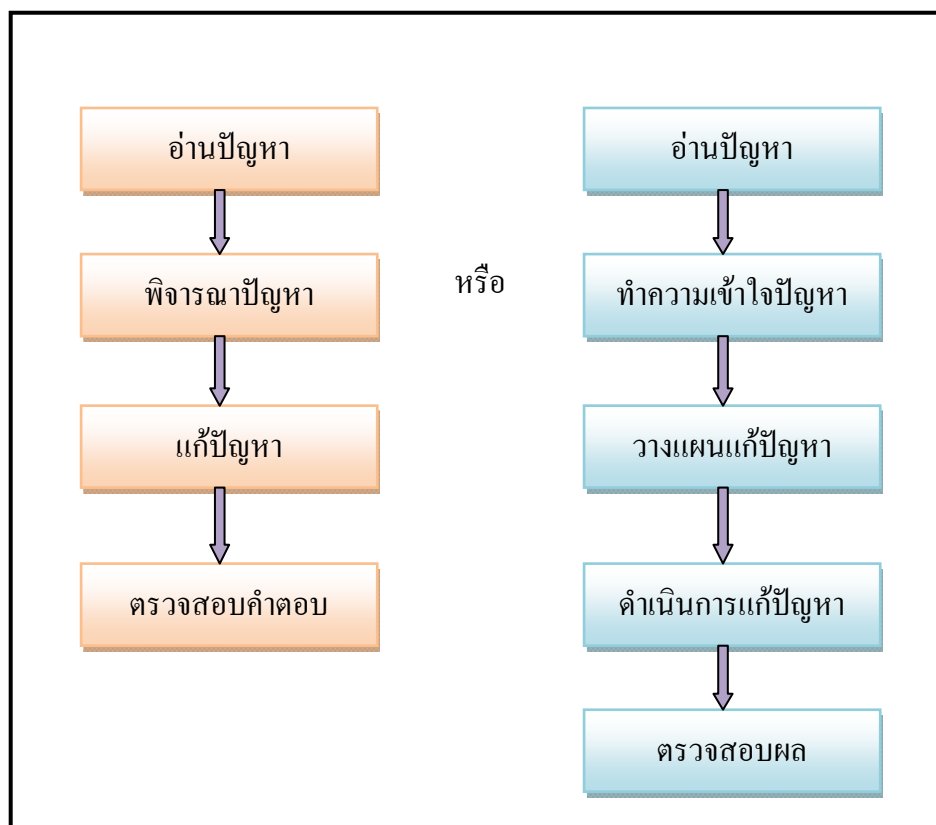 อ่านปัญหา
พิจารณาปัญหา
แก้ปัญหา
ตรวจสอบคำตอบ
หรือ
อ่านปัญหา
ทำความเข้าใจปัญหา
วางแผนแก้ปัญหา
ดำเนินการแก้ปัญหา
ตรวจสอบผล